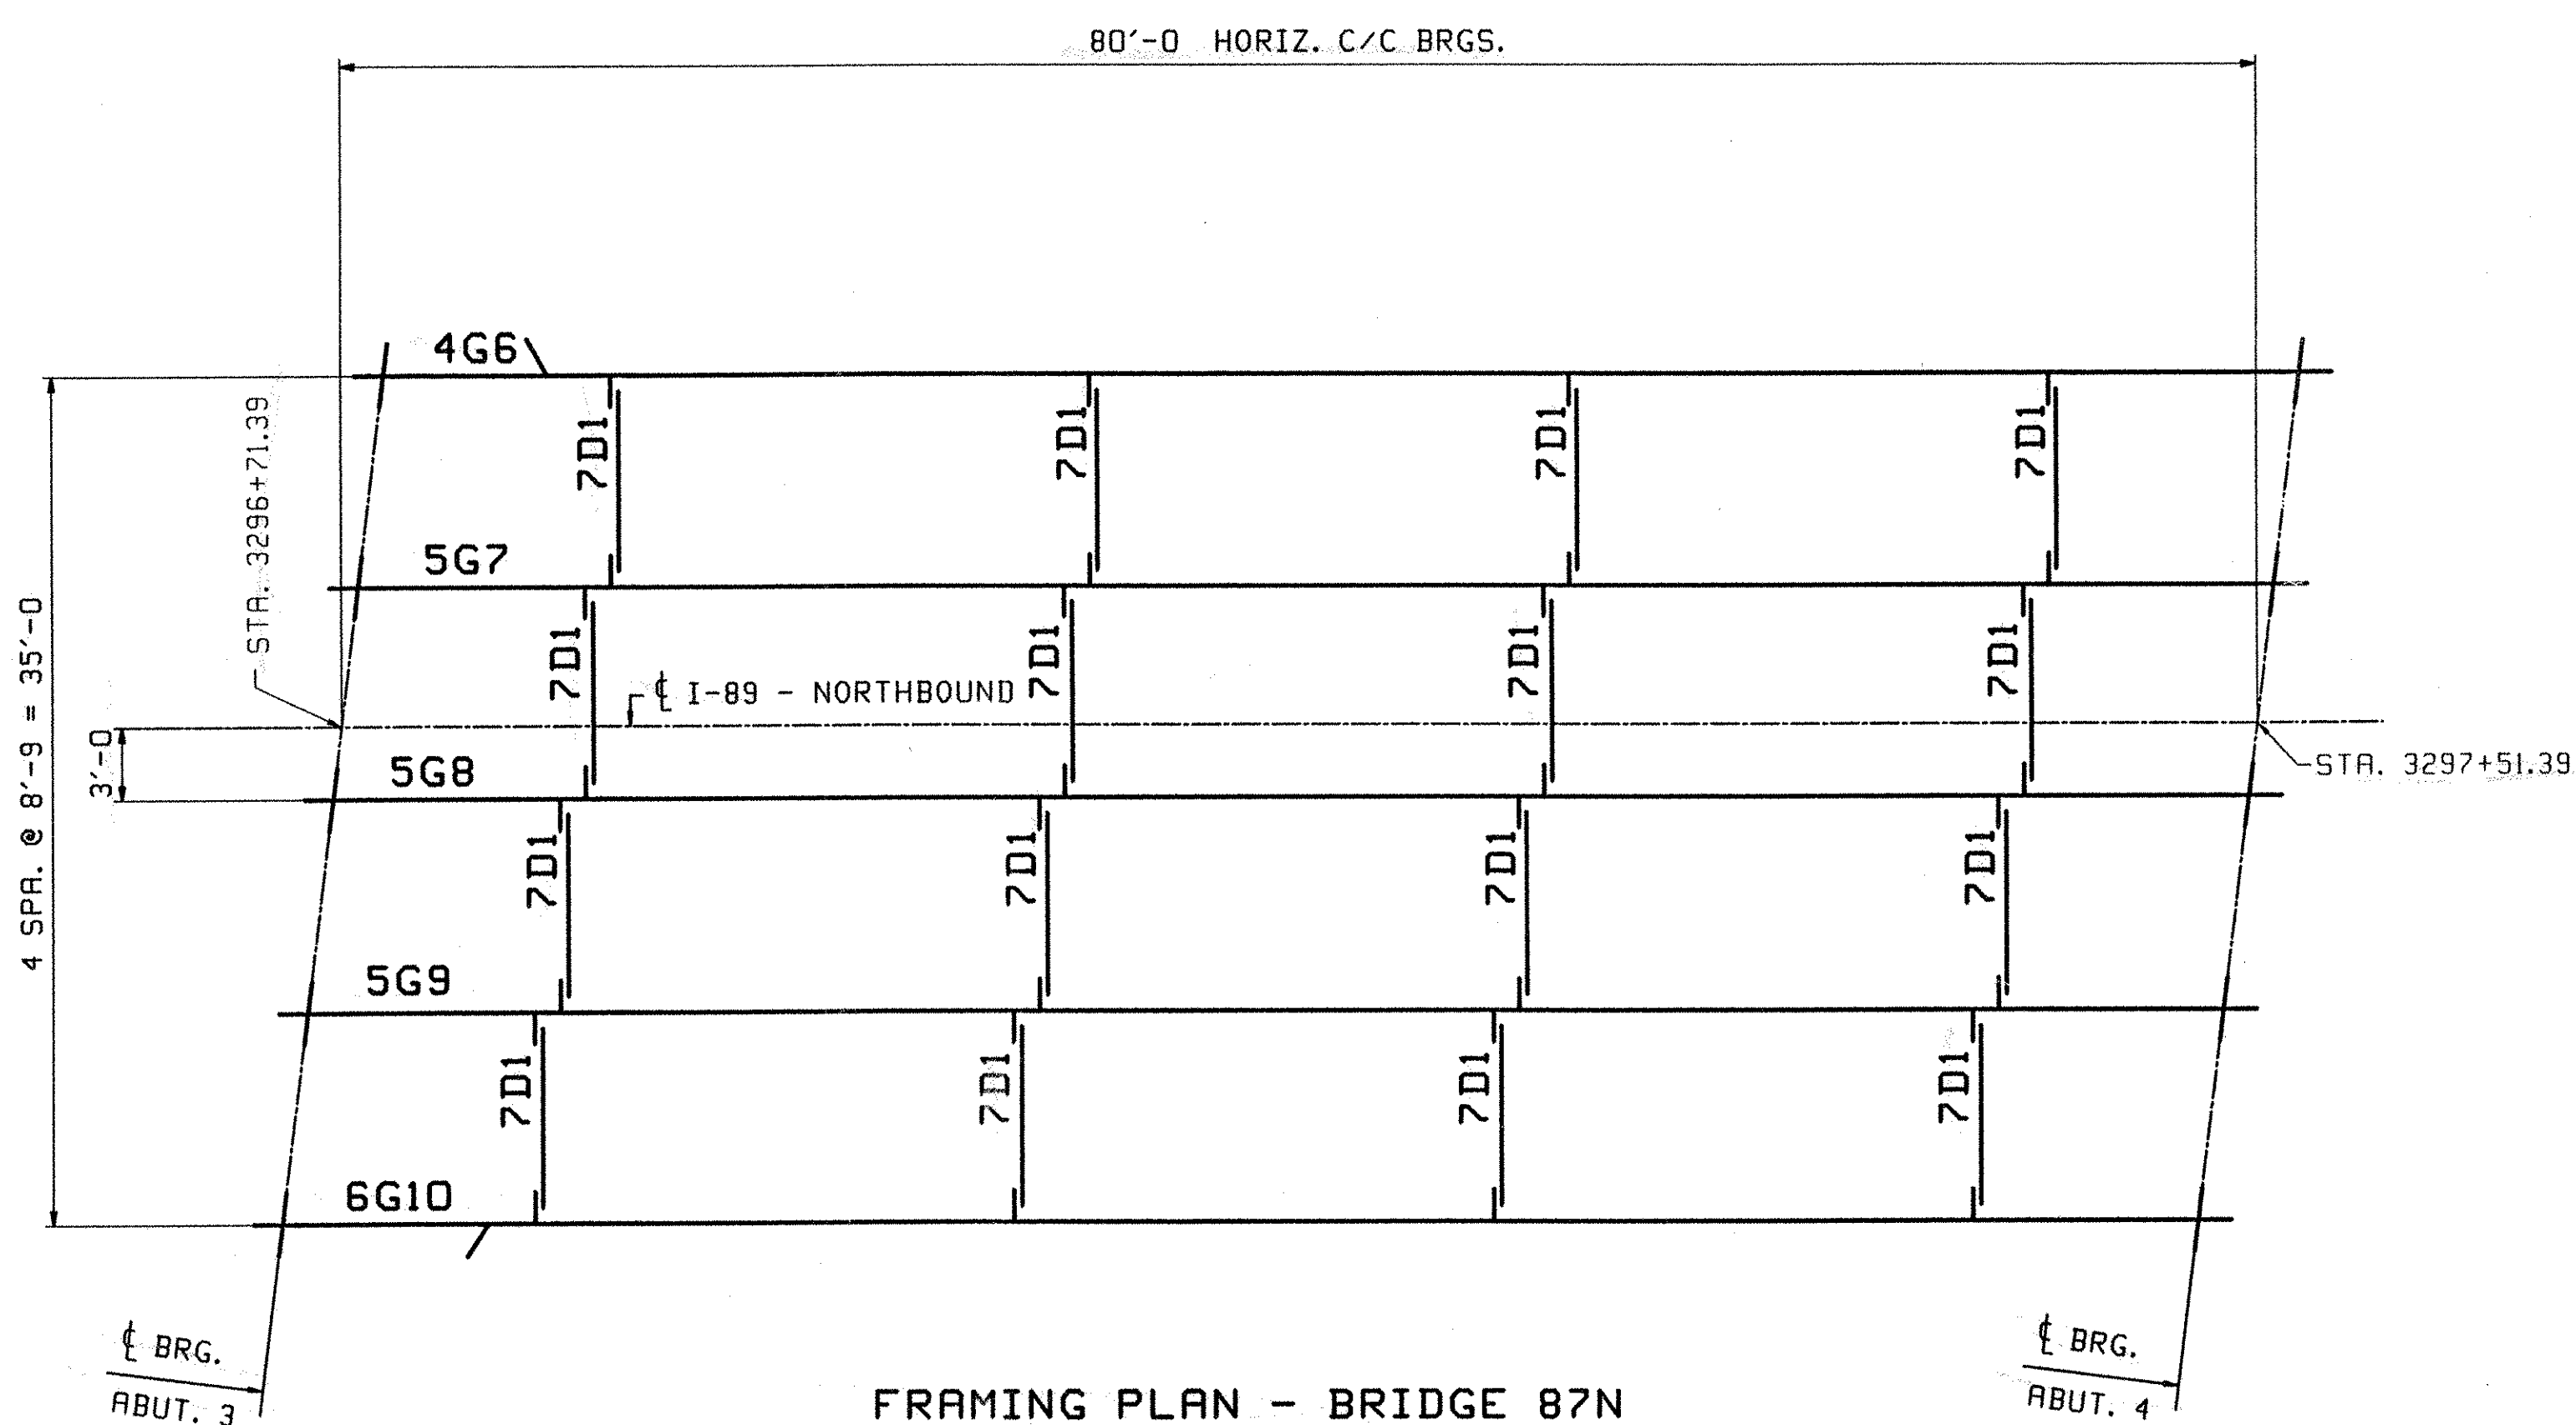 80'-0 HORIZ. C/C BRGS.
4G6
STA. 3296+71.39
7D1
7D1
7D1
7D1
5G7
4 SPA. @ 8'-9 = 35'-0
7D1
7D1
7D1
7D1
℄ I-89 - NORTHBOUND
3'-0
5G8
STA. 3297+51.39
7D1
7D1
7D1
7D1
5G9
7D1
7D1
7D1
7D1
6G10
℄ BRG.
ABUT. 3
℄ BRG.
ABUT. 4
FRAMING PLAN - BRIDGE 87N